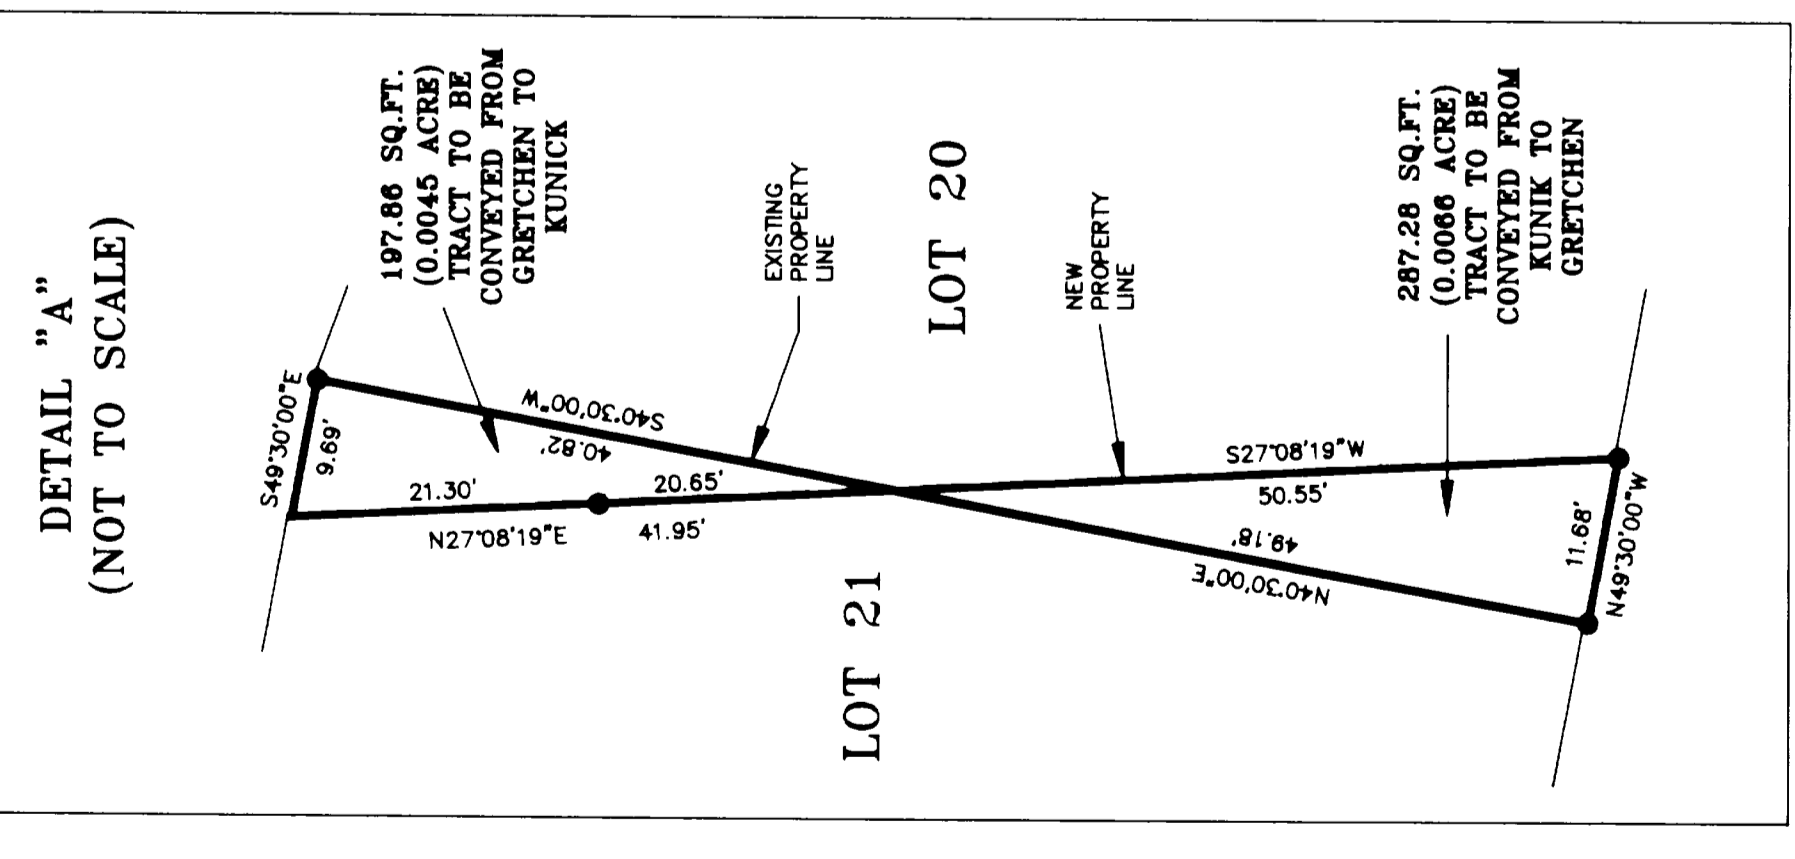 DETAIL "A"
(NOT TO SCALE)
197.86 SQ.FT.
(0.0045 ACRE)
TRACT TO BE
CONVEYED FROM
GRETCHEN TO
KUNICK
EXISTING
PROPERTY
LINE
LOT 20
NEW
PROPERTY
LINE
287.28 SQ.FT.
(0.0066 ACRE)
TRACT TO BE
CONVEYED FROM
KUNIK TO
GRETCHEN
S49°30'00"E
9.69'
S40°30'00"W
40.82'
21.30'
20.65'
N27°08'19"E
41.95'
S27°08'19"W
50.55'
49.18'
N40°30'00"E
11.68'
N49°30'00"W
LOT 21